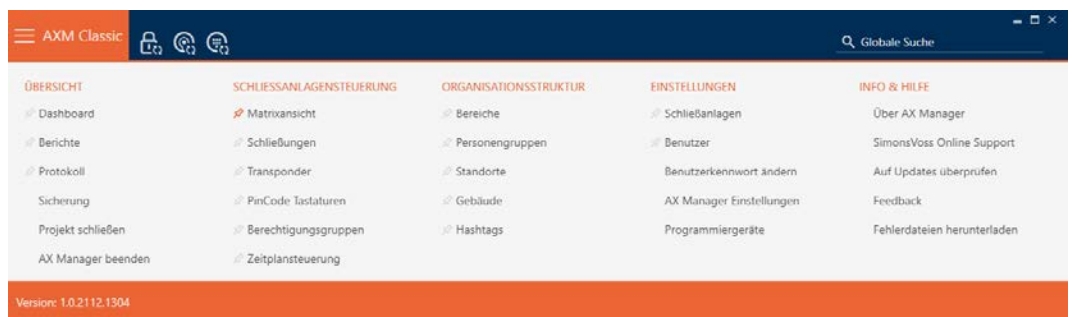 AXM Classic
Globale Suche
ÜBERSICHT
Dashboard
Berichte
Protokoll
Sicherung
Projekt schließen
AX Manager beenden
SCHLIESSANLAGENSTEUERUNG
Matrixansicht
Schließungen
Transponder
PinCode Tastaturen
Berechtigungsgruppen
Zeitplansteuerung
ORGANISATIONSSTRUKTUR
Bereiche
Personengruppen
Standorte
Gebäude
Hashtags
EINSTELLUNGEN
Schließanlagen
Benutzer
Benutzerkennwort ändern
AX Manager Einstellungen
Programmiergeräte
INFO & HILFE
Über AX Manager
SimonsVoss Online Support
Auf Updates überprüfen
Feedback
Fehlerdateien herunterladen
Version: 1.0.2112.1304